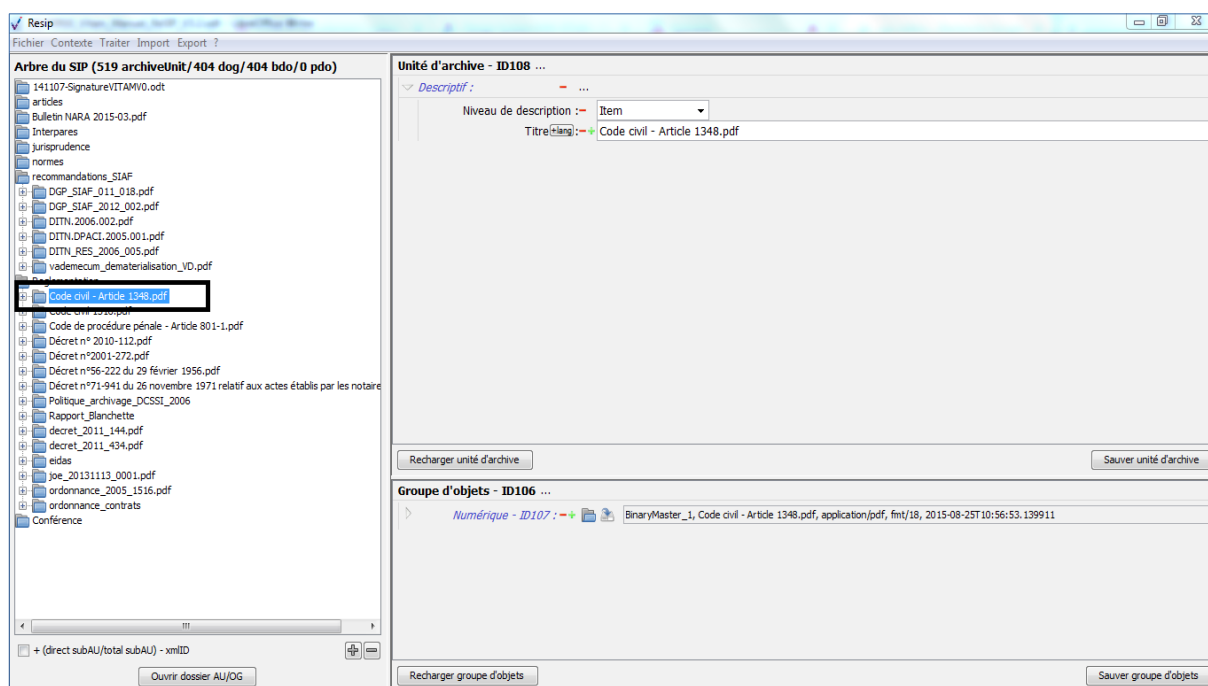 Resip
Fichier Contexte Traiter Import Export ?
Arbre du SIP (519 archiveUnit/404 dog/404 bdo/0 pdo)
141107-SignatureVITAMV0.odt
articles
Bulletin NARA 2015-03.pdf
Interpares
jurisprudence
normes
recommandations_SIAF
DGP_SIAF_011_018.pdf
DGP_SIAF_2012_002.pdf
DITN.2006.002.pdf
DITN.DPACI.2005.001.pdf
DITN_RES_2006_005.pdf
vademecum_dematerialisation_VD.pdf
Reglementation
Code civil - Article 1348.pdf
Code civil 1316.pdf
Code de procédure pénale - Article 801-1.pdf
Décret n° 2010-112.pdf
Décret n°2001-272.pdf
Décret n°56-222 du 29 février 1956.pdf
Décret n°71-941 du 26 novembre 1971 relatif aux actes établis par les notaire
Politique_archivage_DCSSI_2006
Rapport_Blanchette
decret_2011_144.pdf
decret_2011_434.pdf
eidas
joe_20131113_0001.pdf
ordonnance_2005_1516.pdf
ordonnance_contrats
Conférence
+ (direct subAU/total subAU) - xmlID
Ouvrir dossier AU/OG
Unité d'archive - ID108 ...
Descriptif : - ...
Niveau de description :- Item
Titre +lang :-+ Code civil - Article 1348.pdf
Recharger unité d'archive
Sauver unité d'archive
Groupe d'objets - ID106 ...
Numérique - ID107 : -+ BinaryMaster_1, Code civil - Article 1348.pdf, application/pdf, fmt/18, 2015-08-25T10:56:53.139911
Recharger groupe d'objets
Sauver groupe d'objets